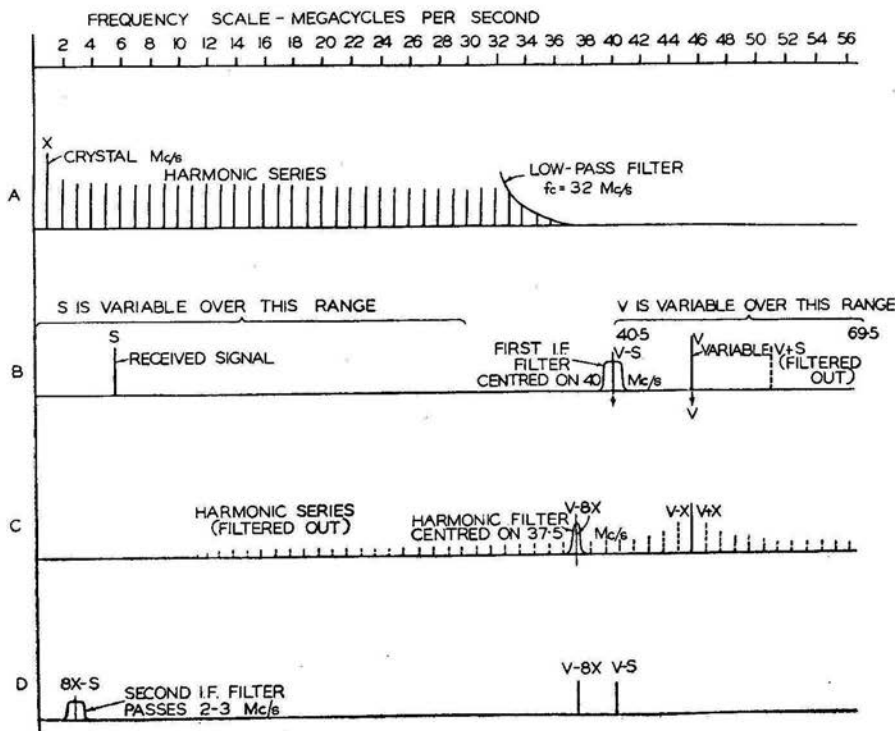 FREQUENCY SCALE - MEGACYCLES PER SECOND
2 4 6 8 10 12 14 16 18 20 22 24 26 28 30 32 34 36 38 40 42 44 46 48 50 52 54 56
X
CRYSTAL Mc/s
HARMONIC SERIES
LOW-PASS FILTER
fc = 32 Mc/s
A
S IS VARIABLE OVER THIS RANGE
V IS VARIABLE OVER THIS RANGE
40·5
69·5
S
RECEIVED SIGNAL
FIRST I.F.
FILTER
CENTRED ON 40 Mc/s
V-S
V
VARIABLE
V+S
(FILTERED
OUT)
B
V
HARMONIC SERIES
(FILTERED OUT)
HARMONIC FILTER
CENTRED ON 37·5 Mc/s
V-8X
V-X
V+X
C
D
8X-S
SECOND I.F. FILTER
PASSES 2-3 Mc/s
V-8X
V-S